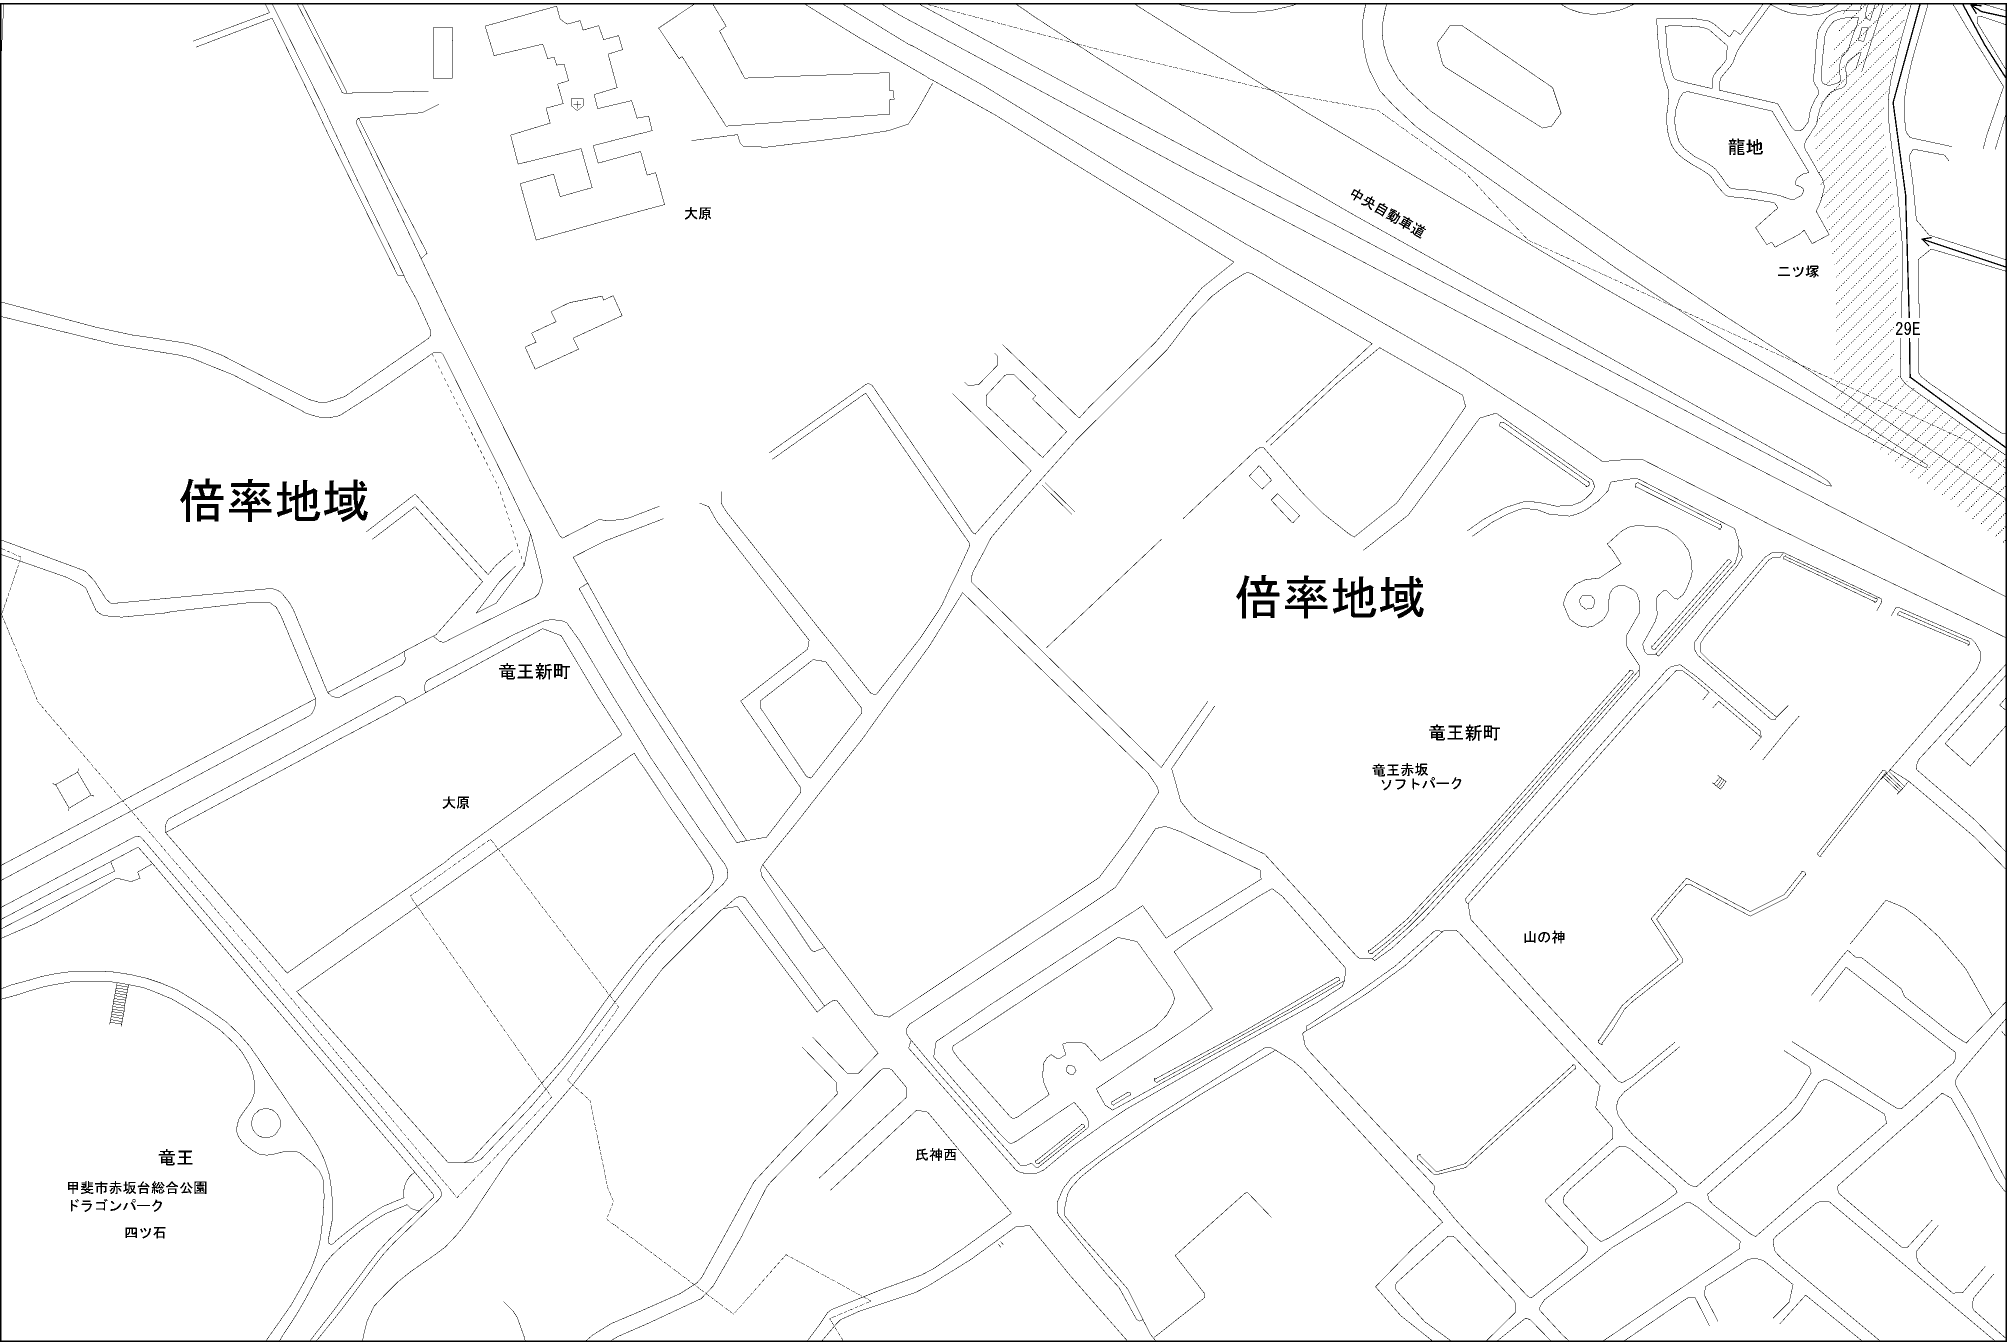 龍地
大原
中央自動車道
二ツ塚
29E
倍率地域
倍率地域
竜王新町
竜王新町
竜王赤坂
ソフトパーク
大原
山の神
氏神西
竜王
甲斐市赤坂台総合公園
ドラゴンパーク
四ツ石